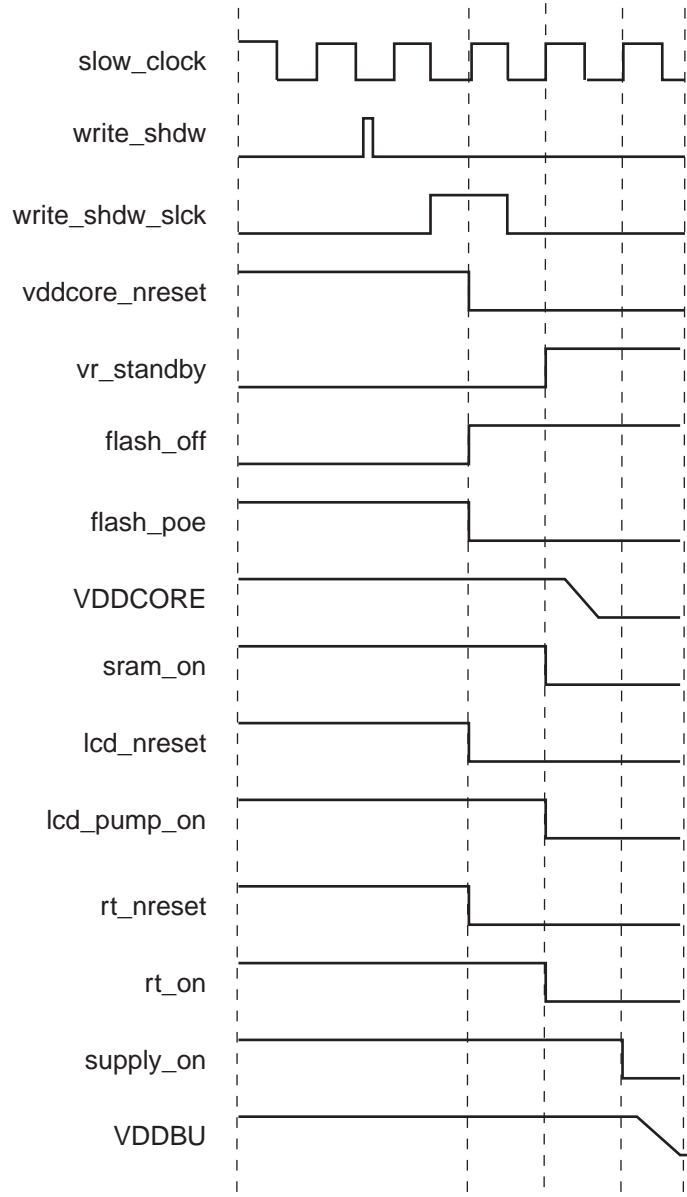 slow_clock
write_shdw
write_shdw_slck
vddcore_nreset
vr_standby
flash_off
flash_poe
VDDCORE
sram_on
lcd_nreset
lcd_pump_on
rt_nreset
rt_on
supply_on
VDDBU